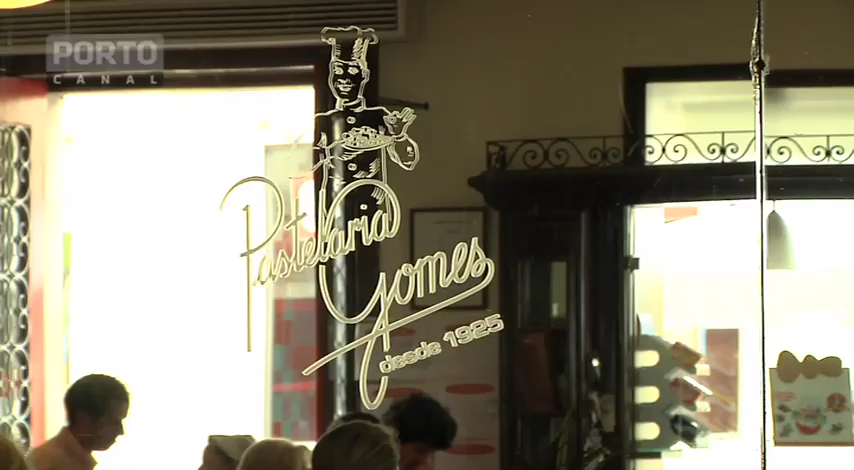 PORTO
CANAL
Pastelaria
Gomes
desde 1925